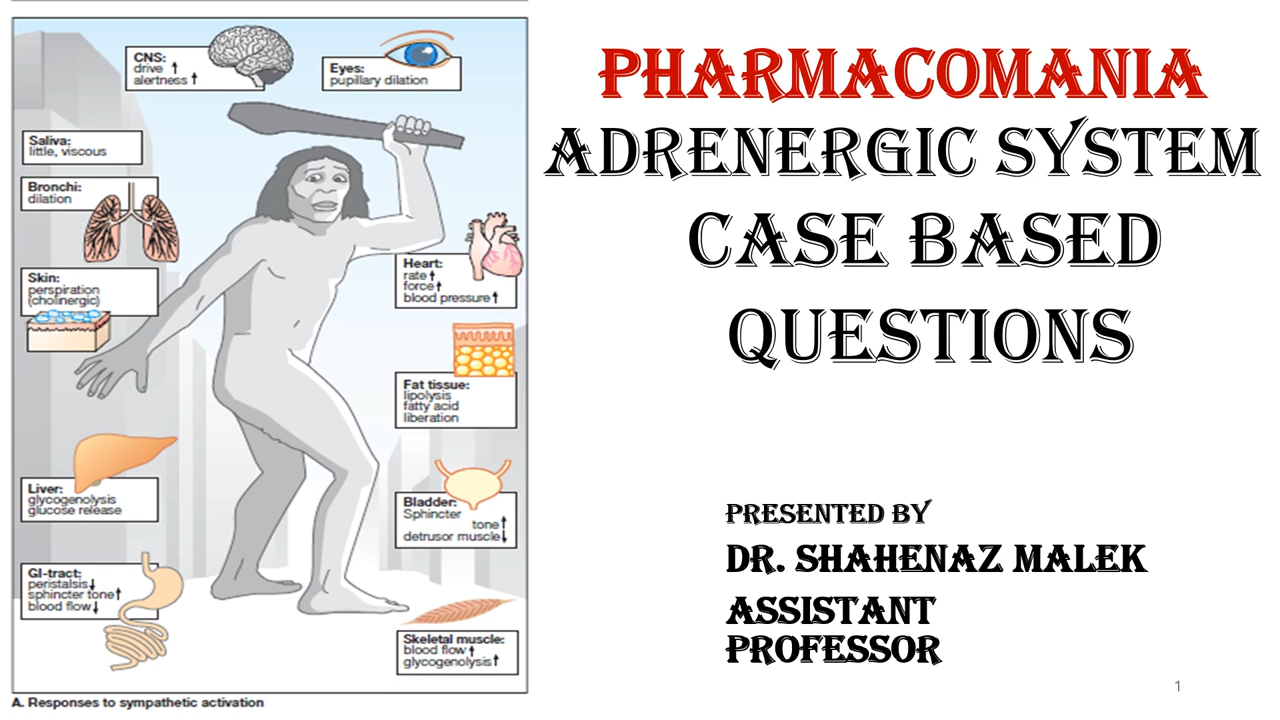 CNS:
drive ↑
alertness ↑
Eyes:
pupillary dilation
Saliva:
little, viscous
Bronchi:
dilation
Skin:
perspiration
(cholinergic)
Heart:
rate ↑
force ↑
blood pressure ↑
Fat tissue:
lipolysis
fatty acid
liberation
Liver:
glycogenolysis
glucose release
Bladder:
Sphincter
tone ↑
detrusor muscle ↓
GI-tract:
peristalsis ↓
sphincter tone ↑
blood flow ↓
Skeletal muscle:
blood flow ↑
glycogenolysis ↑
A. Responses to sympathetic activation
PHARMACOMANIA
ADRENERGIC SYSTEM
CASE BASED
QUESTIONS
PRESENTED BY
DR. SHAHENAZ MALEK
ASSISTANT
PROFESSOR
1